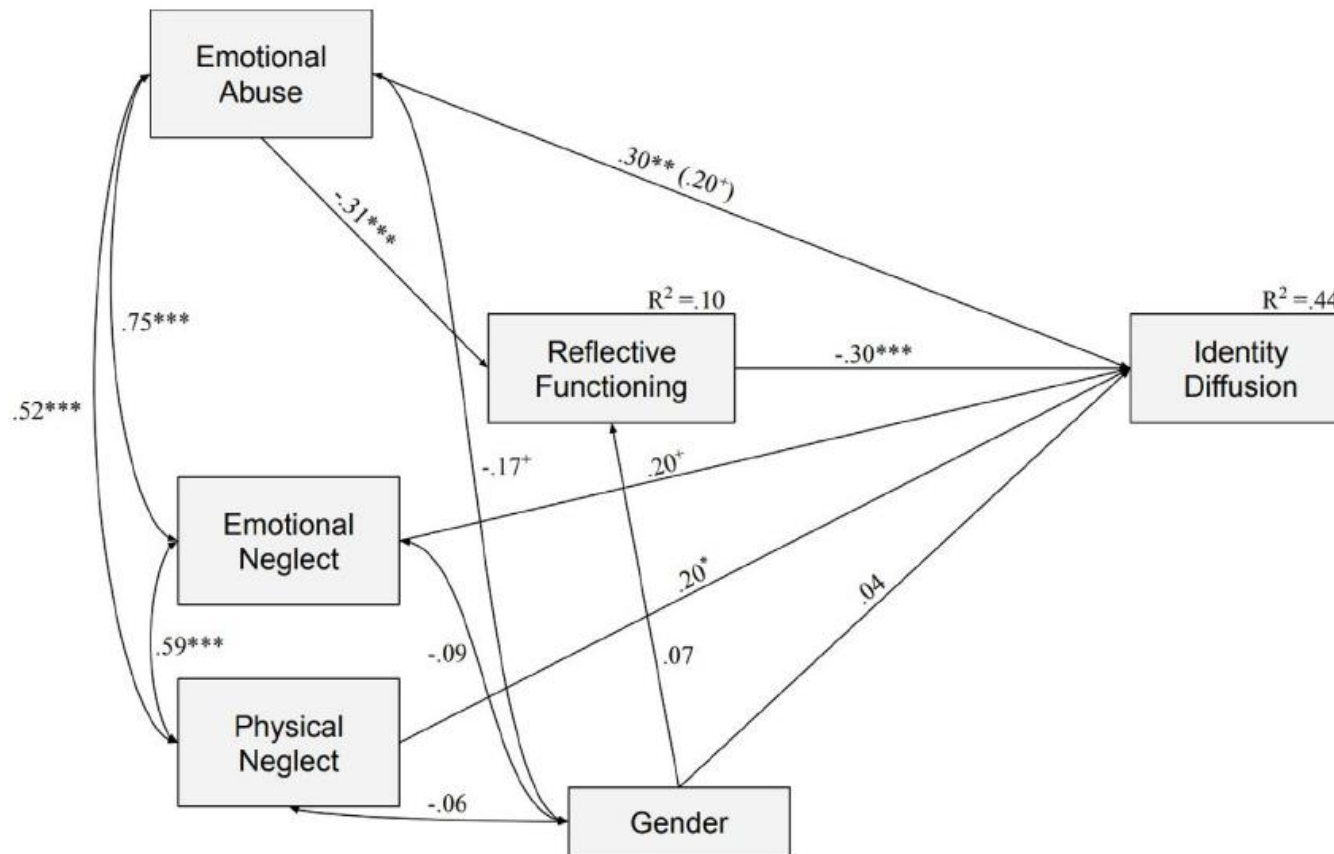 Emotional
Abuse
.30** (.20⁺)
-.31***
.75***
R² =.10
R² =.44
Reflective
Functioning
-.30***
Identity
Diffusion
.52***
-.17⁺
.20⁺
Emotional
Neglect
.20*
.04
.59***
-.09
.07
Physical
Neglect
-.06
Gender